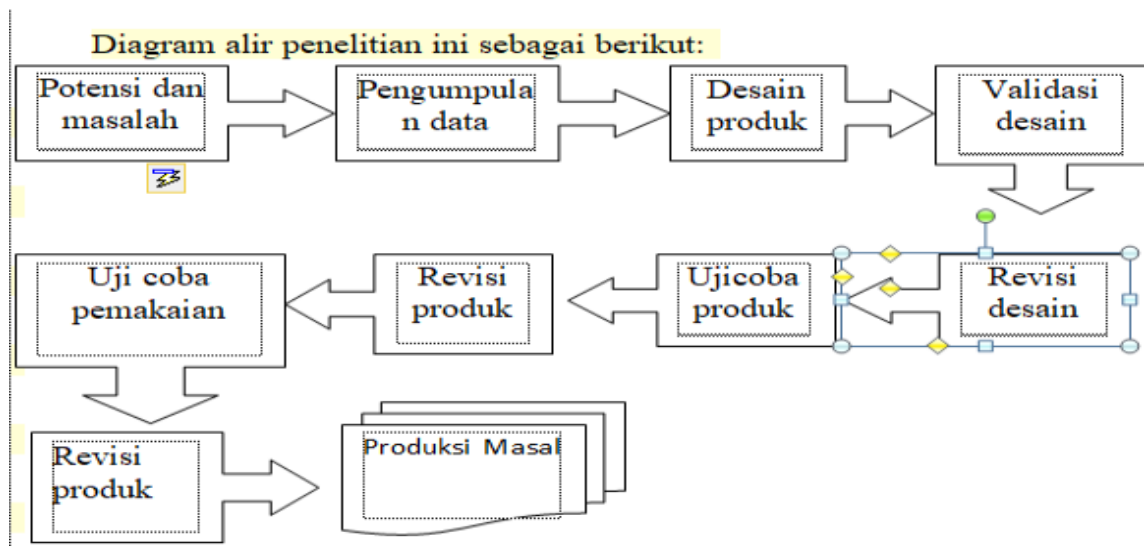 Diagram alir penelitian ini sebagai berikut:
Potensi dan
masalah
Pengumpula
n data
Desain
produk
Validasi
desain
Revisi
desain
Ujicoba
produk
Revisi
produk
Uji coba
pemakaian
Revisi
produk
Produksi Masal